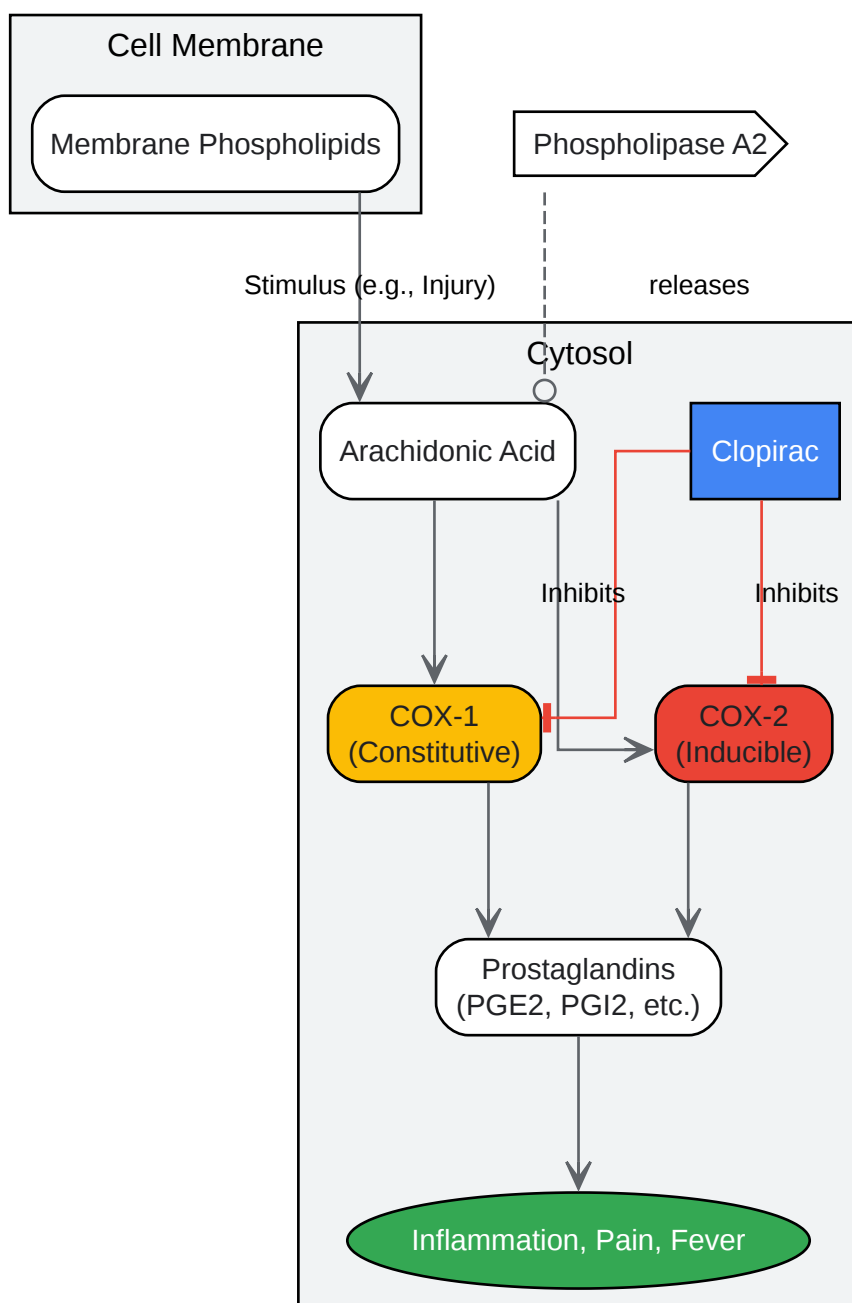 Cell Membrane
Membrane Phospholipids
Phospholipase A2
Stimulus (e.g., Injury)
releases
Cytosol
Arachidonic Acid
Clopirac
Inhibits
Inhibits
COX-1
(Constitutive)
COX-2
(Inducible)
Prostaglandins
(PGE2, PGI2, etc.)
Inflammation, Pain, Fever